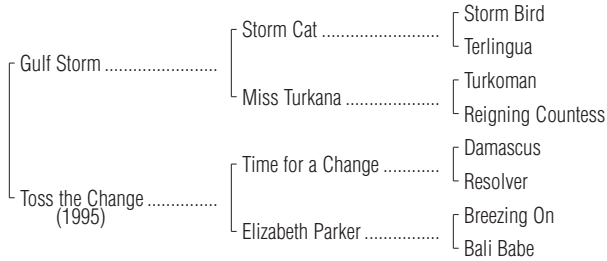 Storm Bird
Storm Cat ......................
Terlingua
Gulf Storm ......................
Turkoman
Miss Turkana ..................
Reigning Countess
Damascus
Time for a Change ...........
Resolver
Toss the Change ..............
(1995)
Breezing On
Elizabeth Parker ...............
Bali Babe